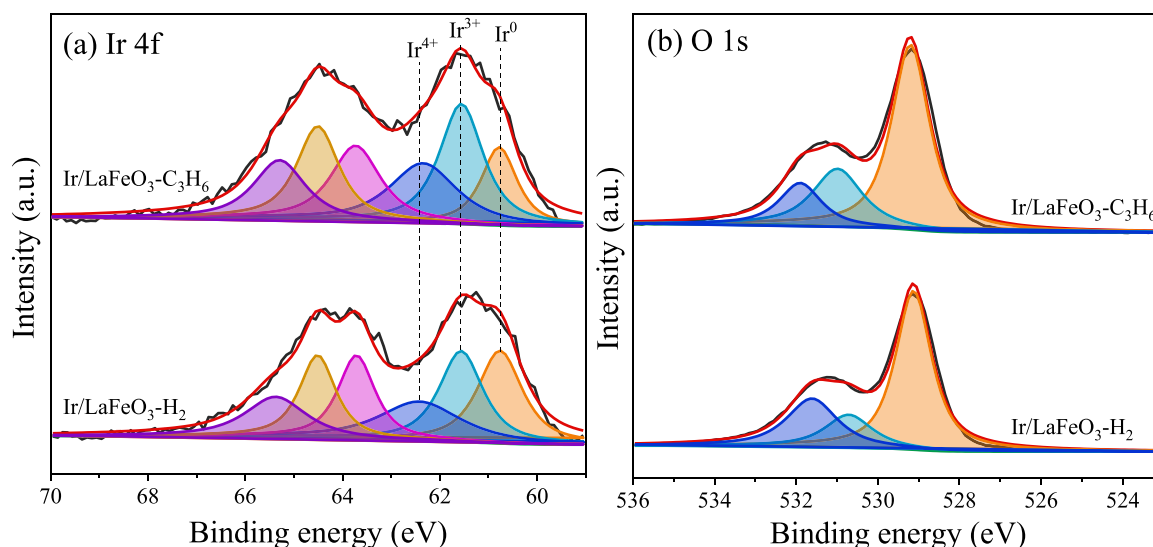 (a) Ir 4f
Ir⁴⁺
Ir³⁺
Ir⁰
Ir/LaFeO₃-C₃H₆
Ir/LaFeO₃-H₂
Intensity (a.u.)
70 68 66 64 62 60
Binding energy (eV)
(b) O 1s
Ir/LaFeO₃-C₃H₆
Ir/LaFeO₃-H₂
Intensity (a.u.)
536 534 532 530 528 526 524
Binding energy (eV)